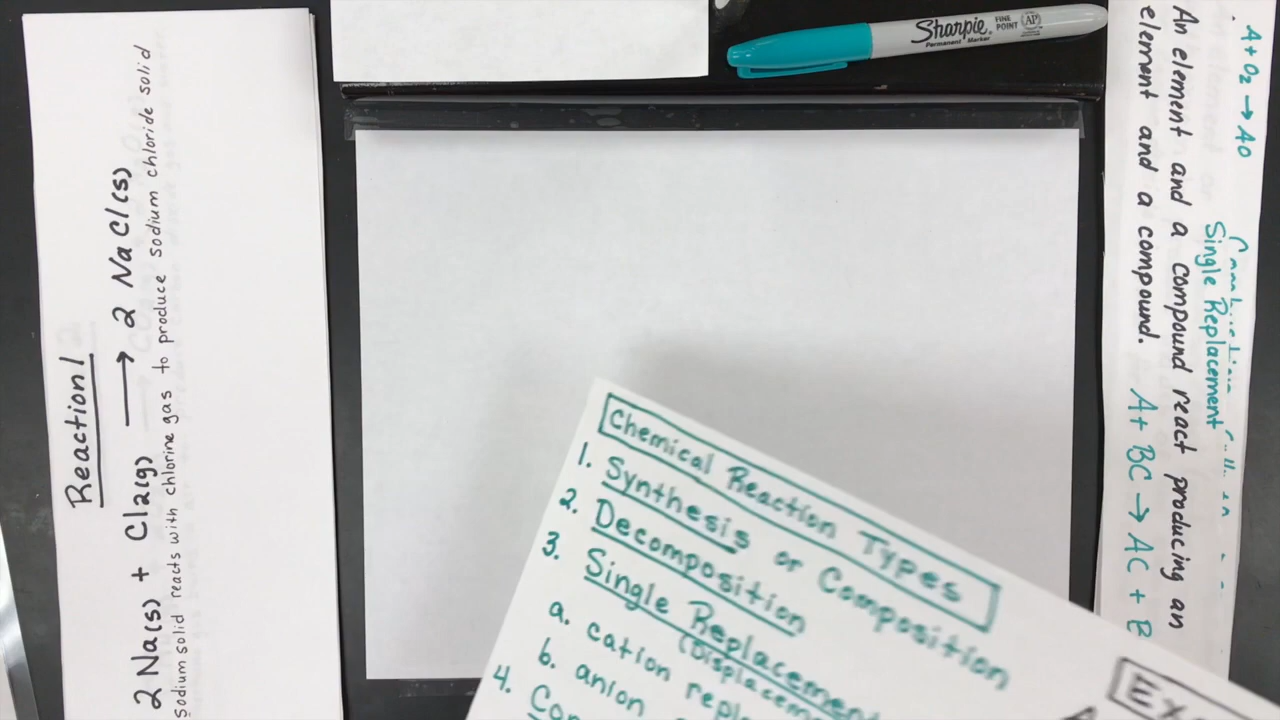 Reaction 1
2 Na(s) + Cl2(g) → 2 NaCl(s)
Sodium solid reacts with chlorine gas to produce sodium chloride solid
Sharpie
FINE POINT
AP
Permanent Marker
Chemical Reaction Types
1. Synthesis or Composition
2. Decomposition
3. Single Replacement
a. cation
b. anion
4.
A + O2 → AO
Single Replacement
An element and a compound react producing an
element and a compound. A + BC → AC + B